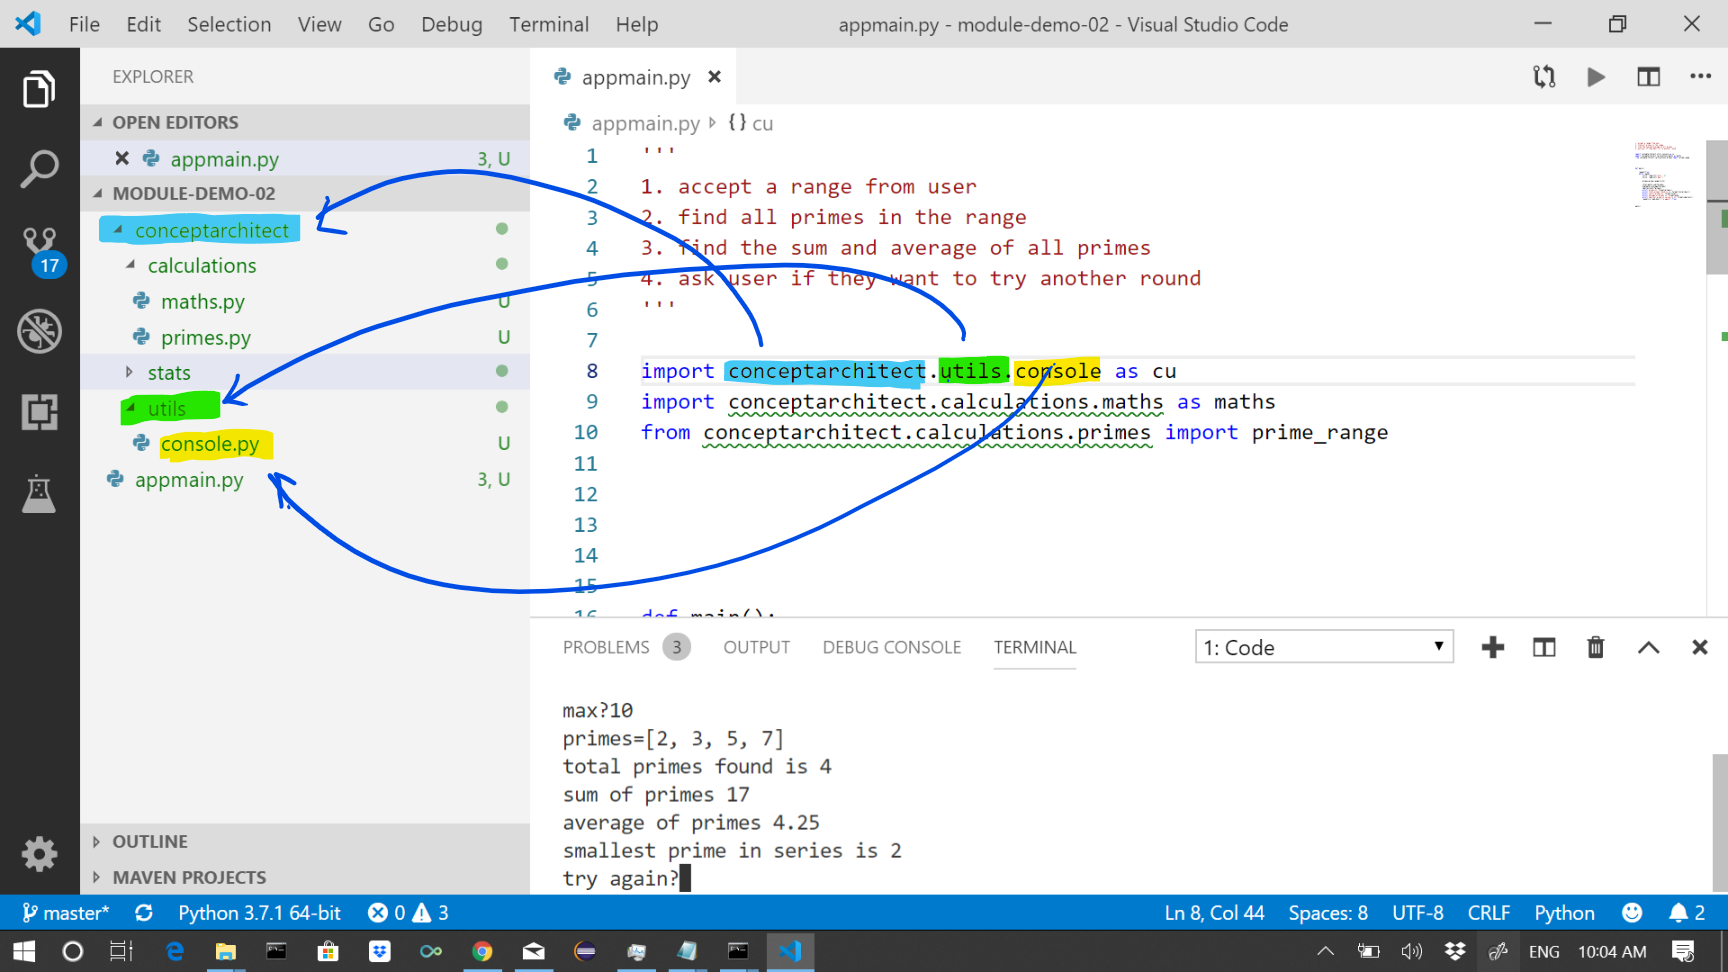 File Edit Selection View Go Debug Terminal Help
appmain.py - module-demo-02 - Visual Studio Code
EXPLORER
OPEN EDITORS
appmain.py 3, U
MODULE-DEMO-02
conceptarchitect
calculations
maths.py U
primes.py U
stats
utils
console.py U
appmain.py 3, U
OUTLINE
MAVEN PROJECTS
17
appmain.py
appmain.py {} cu
1 '''
2 1. accept a range from user
3 2. find all primes in the range
4 3. find the sum and average of all primes
5 4. ask user if they want to try another round
6 '''
7
8 import conceptarchitect.utils.console as cu
9 import conceptarchitect.calculations.maths as maths
10 from conceptarchitect.calculations.primes import prime_range
11
12
13
14
15
16 def main():
PROBLEMS 3 OUTPUT DEBUG CONSOLE TERMINAL 1: Code
max?10
primes=[2, 3, 5, 7]
total primes found is 4
sum of primes 17
average of primes 4.25
smallest prime in series is 2
try again?
master* Python 3.7.1 64-bit 0 3 Ln 8, Col 44 Spaces: 8 UTF-8 CRLF Python 2
ENG 10:04 AM